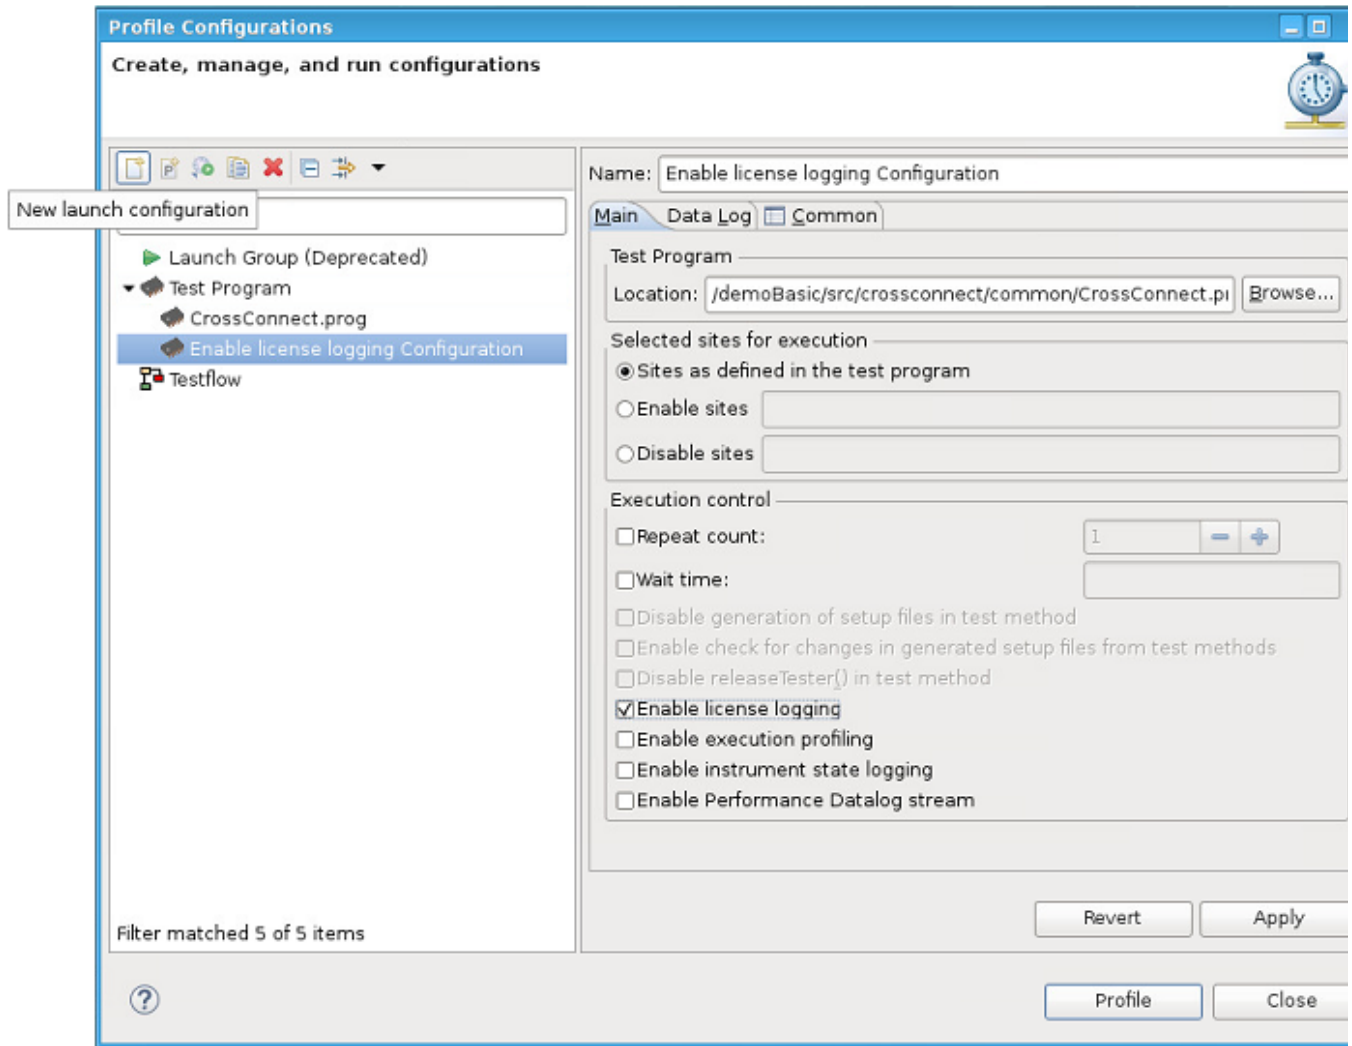 Profile Configurations
Create, manage, and run configurations
New launch configuration
Launch Group (Deprecated)
Test Program
CrossConnect.prog
Enable license logging Configuration
Testflow
Filter matched 5 of 5 items
Name: Enable license logging Configuration
Main Data Log Common
Test Program
Location: /demoBasic/src/crossconnect/common/CrossConnect.pr Browse...
Selected sites for execution
Sites as defined in the test program
Enable sites
Disable sites
Execution control
Repeat count: 1
Wait time:
Disable generation of setup files in test method
Enable check for changes in generated setup files from test methods
Disable releaseTester() in test method
Enable license logging
Enable execution profiling
Enable instrument state logging
Enable Performance Datalog stream
Revert Apply
? Profile Close